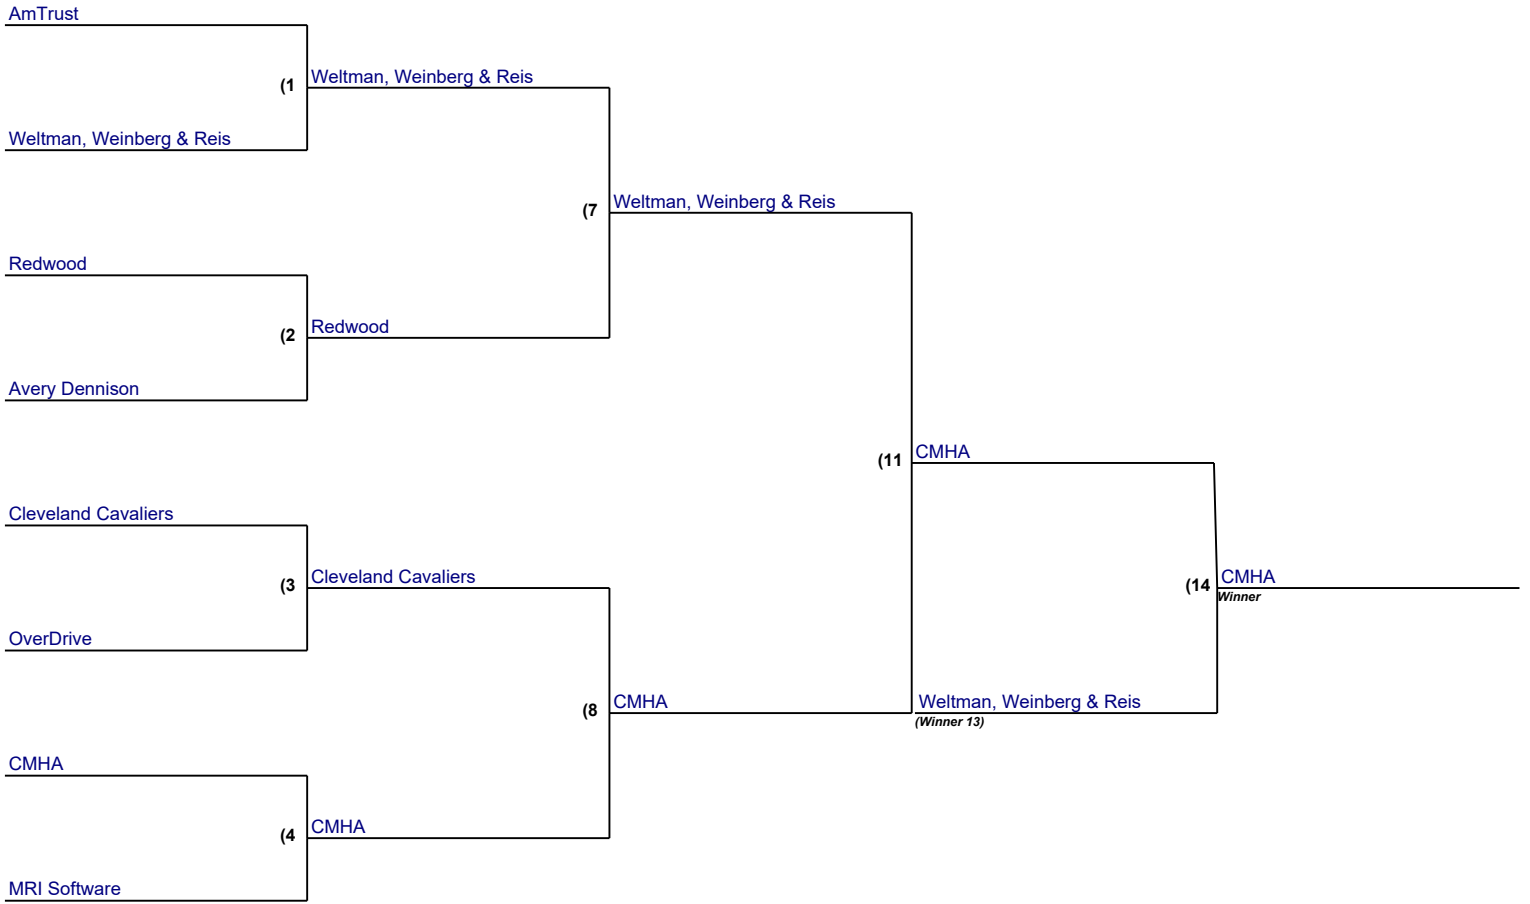 AmTrust
(1
Weltman, Weinberg & Reis
Weltman, Weinberg & Reis
(7
Weltman, Weinberg & Reis
Redwood
(2
Redwood
Avery Dennison
(11
CMHA
Cleveland Cavaliers
(3
Cleveland Cavaliers
(14
CMHA
Winner
OverDrive
(8
CMHA
Weltman, Weinberg & Reis
(Winner 13)
CMHA
(4
CMHA
MRI Software